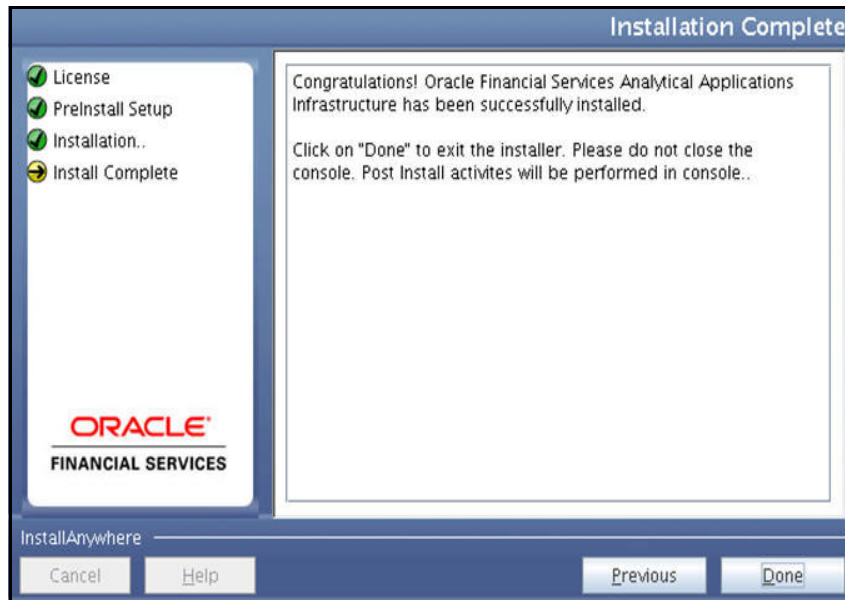 Installation Complete
License
PreInstall Setup
Installation..
Install Complete
Congratulations! Oracle Financial Services Analytical Applications
Infrastructure has been successfully installed.
Click on "Done" to exit the installer. Please do not close the
console. Post Install activites will be performed in console..
ORACLE
FINANCIAL SERVICES
InstallAnywhere
Cancel
Help
Previous
Done